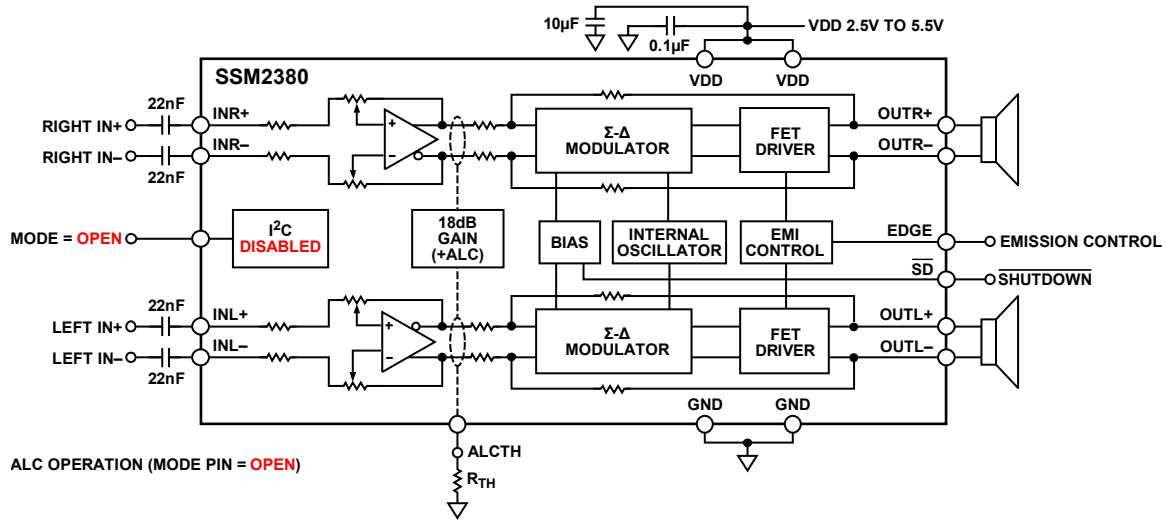 10µF
0.1µF
VDD 2.5V TO 5.5V
SSM2380
VDD
VDD
22nF
RIGHT IN+
INR+
RIGHT IN–
INR–
22nF
Σ-Δ
MODULATOR
FET
DRIVER
OUTR+
OUTR–
MODE = OPEN
I²C
DISABLED
18dB
GAIN
(+ALC)
BIAS
INTERNAL
OSCILLATOR
EMI
CONTROL
EDGE
EMISSION CONTROL
SD
SHUTDOWN
22nF
LEFT IN+
INL+
LEFT IN–
INL–
22nF
Σ-Δ
MODULATOR
FET
DRIVER
OUTL+
OUTL–
GND
GND
ALCTH
RTH
ALC OPERATION (MODE PIN = OPEN)